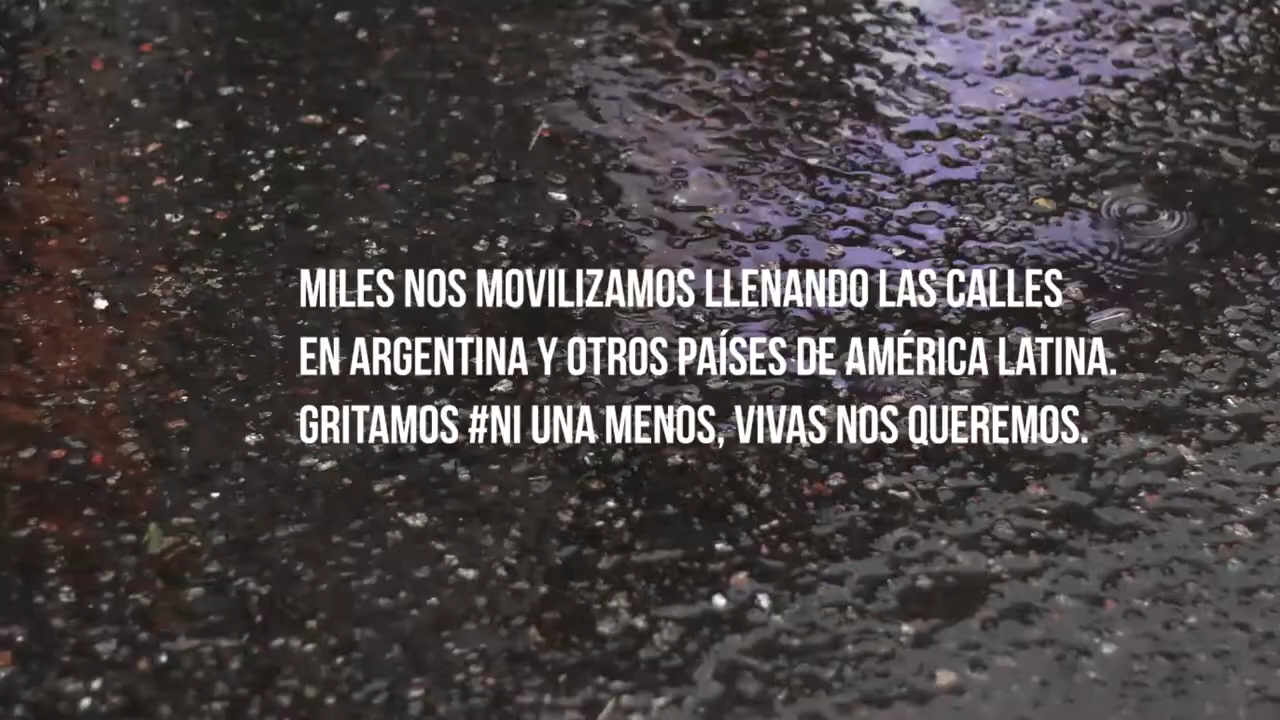 MILES NOS MOVILIZAMOS LLENANDO LAS CALLES
EN ARGENTINA Y OTROS PAÍSES DE AMÉRICA LATINA.
GRITAMOS #NI UNA MENOS, VIVAS NOS QUEREMOS.